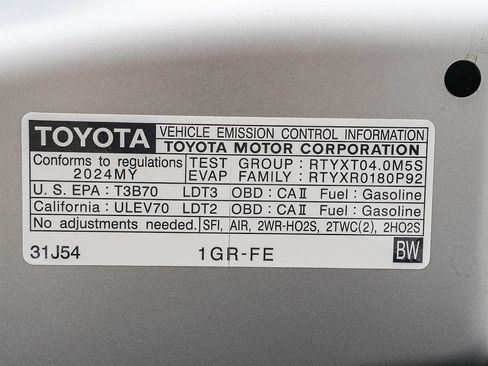 TOYOTA VEHICLE EMISSION CONTROL INFORMATION
TOYOTA MOTOR CORPORATION
Conforms to regulations TEST GROUP : RTYXT04.0M5S
2024MY EVAP FAMILY : RTYXR0180P92
U. S. EPA : T3B70 LDT3 OBD : CAⅡ Fuel : Gasoline
California : ULEV70 LDT2 OBD : CAⅡ Fuel : Gasoline
No adjustments needed. SFI, AIR, 2WR-HO2S, 2TWC(2), 2HO2S
31J54 1GR-FE BW